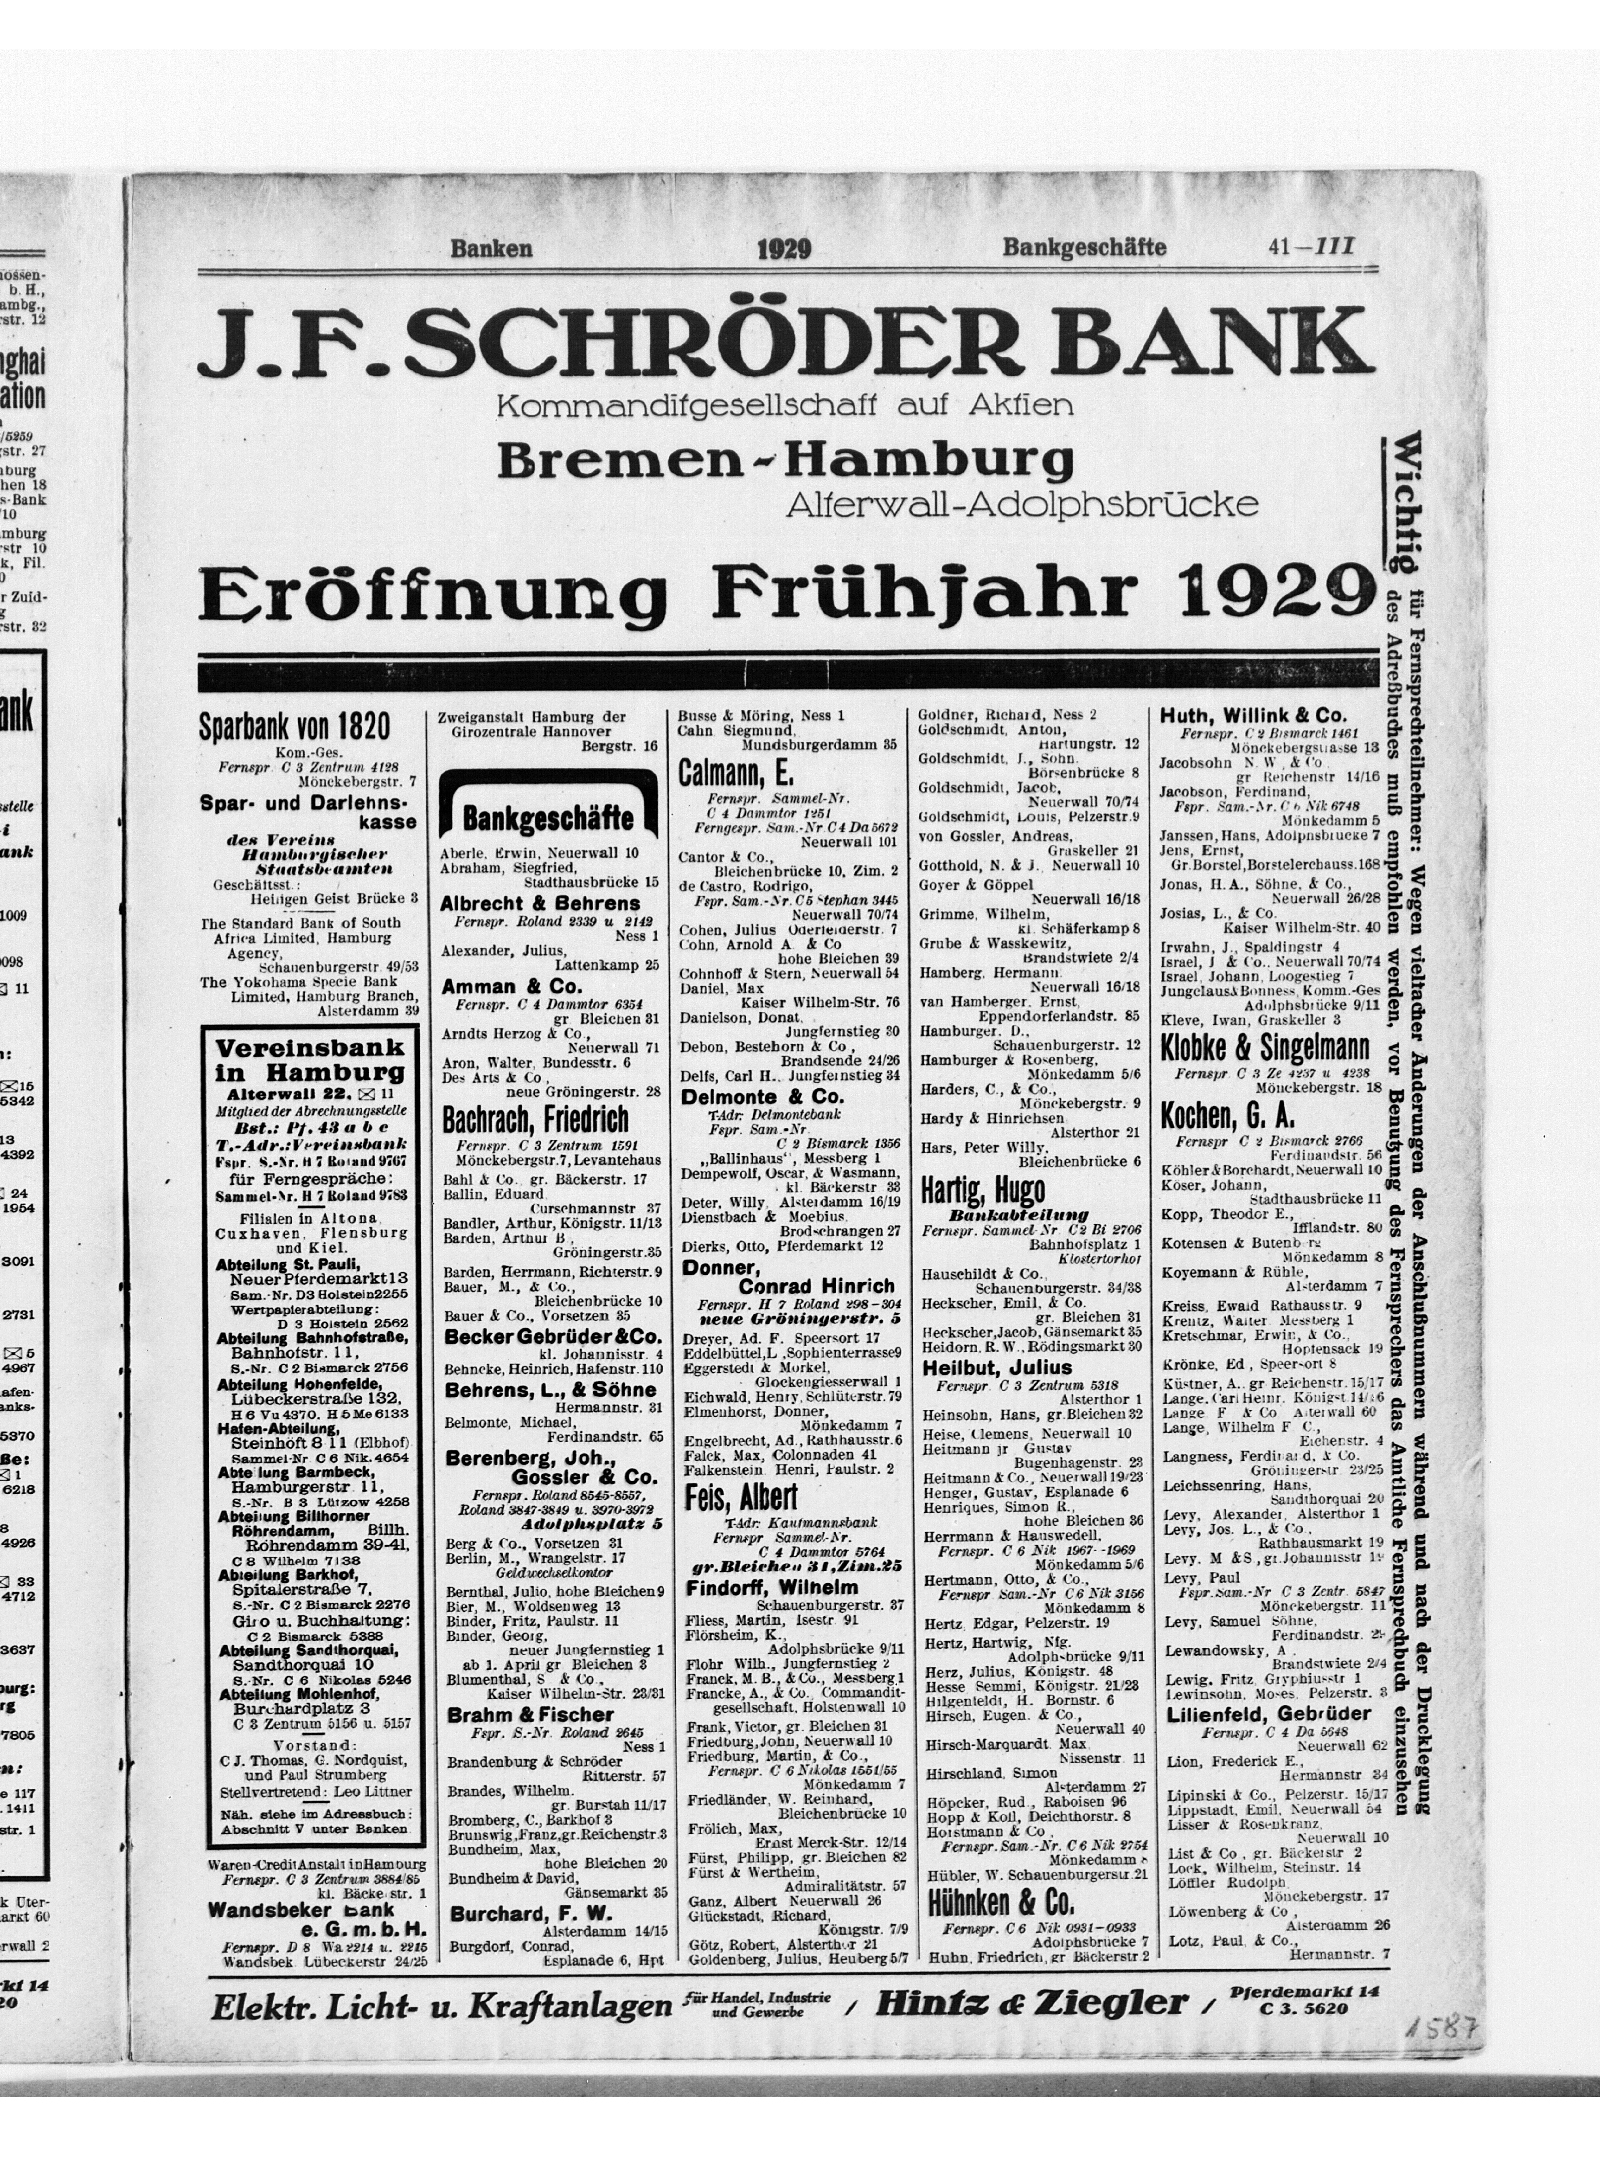 Banken 1929 Bankgeschäfte 41—III
J. F. SCHRÖDER BANK
Kommanditgesellschaft auf Aktien
Bremen-Hamburg
Alterwall-Adolphsbrücke
Eröffnung Frühjahr 1929
Sparbank von 1820
Kom.-Ges.
Fernspr. C 3 Zentrum 4128
Mönckebergstr. 7
Spar- und Darlehns-
kasse
des Vereins
Hamburgischer
Staatsbeamten
Geschäftsst.:
Heiligen Geist Brücke 3
The Standard Bank of South
Africa Limited, Hamburg
Agency,
Schauenburgerstr. 49/53
The Yokohama Specie Bank
Limited, Hamburg Branch,
Alsterdamm 39
Vereinsbank
in Hamburg
Alterwall 22, ✉ 11
Mitglied der Abrechnungsstelle
Bst.: Pf. 43 a b c
T.-Adr.: Vereinsbank
Fspr. S.-Nr. H 7 Roland 9767
für Ferngespräche:
Sammel-Nr. H 7 Roland 9783
Filialen in Altona,
Cuxhaven, Flensburg
und Kiel.
Abteilung St. Pauli,
Neuer Pferdemarkt 13
Sam.-Nr. D3 Holstein 2255
Wertpapierabteilung:
D 3 Holstein 2562
Abteilung Bahnhofstraße,
Bahnhofstr. 11,
S.-Nr. C 2 Bismarck 2756
Abteilung Hohenfelde,
Lübeckerstraße 132,
H 6 Vu 4370. H 5 Me 6133
Hafen-Abteilung,
Steinhöft 8 11 (Elbhof)
Sammel-Nr. C 6 Nik. 4654
Abteilung Barmbeck,
Hamburgerstr 11,
S.-Nr. B 3 Lützow 4258
Abteilung Billhorner
Röhrendamm, Billh.
Röhrendamm 39-41,
C 8 Wilhelm 7138
Abteilung Barkhof,
Spitalerstraße 7,
S.-Nr. C 2 Bismarck 2276
Giro u. Buchhaltung:
C 2 Bismarck 5388
Abteilung Sandthorquai,
Sandthorquai 10
S.-Nr. C 6 Nikolas 5246
Abteilung Mohlenhof,
Burchardplatz 3
C 3 Zentrum 5156 u. 5157
Vorstand:
C J. Thomas, G. Nordquist,
und Paul Strumberg
Stellvertretend: Leo Littner
Näh. siehe im Adressbuch:
Abschnitt V unter Banken.
Waren-Credit Anstalt in Hamburg
Fernspr. C 3 Zentrum 3884/85
kl. Bäckerstr. 1
Wandsbeker Bank
e. G. m. b. H.
Fernspr. D 8 Wa 2214 u. 2215
Wandsbek Lübeckerstr 24/25
Zweiganstalt Hamburg der
Girozentrale Hannover
Bergstr. 16
Bankgeschäfte
Aberle, Erwin, Neuerwall 10
Abraham, Siegfried,
Stadthausbrücke 15
Albrecht & Behrens
Fernspr. Roland 2339 u 2142
Ness 1
Alexander, Julius,
Lattenkamp 25
Amman & Co.
Fernspr. C 4 Dammtor 6354
gr. Bleichen 31
Arndts Herzog & Co.,
Neuerwall 71
Aron, Walter, Bundesstr. 6
Des Arts & Co.,
neue Gröningerstr. 28
Bachrach, Friedrich
Fernspr. C 3 Zentrum 1591
Mönckebergstr. 7, Levantehaus
Bahl & Co. gr. Bäckerstr. 17
Ballin, Eduard,
Curschmannstr 37
Bandler, Arthur, Königstr. 11/13
Barden, Arthur B.,
Gröningerstr. 35
Barden, Herrmann, Richterstr. 9
Bauer, M., & Co.,
Bleichenbrücke 10
Bauer & Co., Vorsetzen 35
Becker Gebrüder & Co.
kl. Johannisstr. 4
Behncke, Heinrich, Hafenstr. 110
Behrens, L., & Söhne
Hermannstr. 31
Belmonte, Michael,
Ferdinandstr. 65
Berenberg, Joh.,
Gossler & Co.
Fernspr. Roland 8545-8557,
Roland 3847-3849 u. 3970-3972
Adolphsplatz 5
Berg & Co., Vorsetzen 31
Berlin, M., Wrangelstr. 17
Geldwechselkontor
Bernthal, Julio, hohe Bleichen 9
Bier, M., Woldsenweg 13
Binder, Fritz, Paulstr. 11
Binder, Georg,
neuer Jungfernstieg 1
ab 1. April gr Bleichen 3
Blumenthal, S & Co.,
Kaiser Wilhelm-Str. 23/31
Brahm & Fischer
Fspr. S.-Nr. Roland 2645
Ness 1
Brandenburg & Schröder
Ritterstr. 57
Brandes, Wilhelm,
gr. Burstah 11/17
Bromberg, C., Barkhof 3
Brunswig, Franz, gr. Reichenstr. 3
Bundheim, Max,
hohe Bleichen 20
Bundheim & David,
Gänsemarkt 35
Burchard, F. W.
Alsterdamm 14/15
Burgdorf, Conrad,
Esplanade 6, Hpt
Busse & Möring, Ness 1
Cahn Siegmund,
Mundsburgerdamm 35
Calmann, E.
Fernspr. Sammel-Nr.
C 4 Dammtor 1251
Ferngespr. Sam.-Nr. C 4 Da 5672
Neuerwall 101
Cantor & Co.,
Bleichenbrücke 10, Zim. 2
de Castro, Rodrigo,
Fspr. Sam.-Nr. C 5 Stephan 3445
Neuerwall 70/74
Cohen, Julius Oderfelderstr. 7
Cohn, Arnold A. & Co
hohe Bleichen 39
Cohnhoff & Stern, Neuerwall 54
Daniel, Max
Kaiser Wilhelm-Str. 76
Danielson, Donat,
Jungfernstieg 30
Debon, Bestehorn & Co.,
Brandsende 24/26
Delfs, Carl H., Jungfernstieg 34
Delmonte & Co.
T-Adr: Delmontebank
Fspr. Sam.-Nr.
C 2 Bismarck 1356
„Ballinhaus", Messberg 1
Dempewolf, Oscar, & Wasmann,
kl. Bäckerstr 33
Deter, Willy, Alsterdamm 16/19
Dienstbach & Moebius,
Brodschrangen 27
Dierks, Otto, Pferdemarkt 12
Donner,
Conrad Hinrich
Fernspr. H 7 Roland 298—304
neue Gröningerstr. 5
Dreyer, Ad. F. Speersort 17
Eddelbüttel, L., Sophienterrasse 9
Eggerstedt & Morkel,
Glockengiesserwall 1
Eichwald, Henry, Schlüterstr. 79
Elmenhorst, Donner,
Mönkedamm 7
Engelbrecht, Ad., Rathhausstr. 6
Falck, Max, Colonnaden 41
Falkenstein, Henri, Paulstr. 2
Feis, Albert
T-Adr: Kaufmannsbank
Fernspr Sammel-Nr.
C 4 Dammtor 5764
gr. Bleichen 31, Zim. 25
Findorff, Wilhelm
Schauenburgerstr. 37
Fliess, Martin, Isestr. 91
Flörsheim, K.,
Adolphsbrücke 9/11
Flohr Wilh., Jungfernstieg 2
Franck, M. B., & Co., Messberg 1
Francke, A., & Co. Commandit-
gesellschaft, Holstenwall 10
Frank, Victor, gr. Bleichen 31
Friedburg, John, Neuerwall 10
Friedburg, Martin, & Co.,
Fernspr. C 6 Nikolas 1551/55
Mönkedamm 7
Friedländer, W. Reinhard,
Bleichenbrücke 10
Frölich, Max,
Ernst Merck-Str. 12/14
Fürst, Philipp, gr. Bleichen 82
Fürst & Wertheim,
Admiralitätstr. 57
Ganz, Albert Neuerwall 26
Glückstadt, Richard,
Königstr. 7/9
Götz, Robert, Alsterthor 21
Goldenberg, Julius, Heuberg 5/7
Goldner, Richard, Ness 2
Goldschmidt, Anton,
Hartungstr. 12
Goldschmidt, J., Sohn,
Börsenbrücke 8
Goldschmidt, Jacob,
Neuerwall 70/74
Goldschmidt, Louis, Pelzerstr. 9
von Gossler, Andreas,
Graskeller 21
Gotthold, N. & J., Neuerwall 10
Goyer & Göppel
Neuerwall 16/18
Grimme, Wilhelm,
kl. Schäferkamp 8
Grube & Wasskewitz,
Brandstwiete 2/4
Hamberg, Hermann,
Neuerwall 16/18
van Hamberger, Ernst,
Eppendorferlandstr. 85
Hamburger, D.,
Schauenburgerstr. 12
Hamburger & Rosenberg,
Mönkedamm 5/6
Harders, C., & Co.,
Mönckebergstr. 9
Hardy & Hinrichsen
Alsterthor 21
Hars, Peter Willy,
Bleichenbrücke 6
Hartig, Hugo
Bankabteilung
Fernspr. Sammel-Nr C2 Bi 2706
Bahnhofsplatz 1
Klostertorhof
Hauschildt & Co.,
Schauenburgerstr. 34/38
Heckscher, Emil, & Co.
gr. Bleichen 31
Heckscher, Jacob, Gänsemarkt 35
Heidorn, R. W., Rödingsmarkt 30
Heilbut, Julius
Fernspr. C 3 Zentrum 5318
Alsterthor 1
Heinsohn, Hans, gr. Bleichen 32
Heise, Clemens, Neuerwall 10
Heitmann jr Gustav
Bugenhagenstr. 23
Heitmann & Co., Neuerwall 19/23
Henger, Gustav, Esplanade 6
Henriques, Simon R.,
hohe Bleichen 36
Herrmann & Hauswedell,
Fernspr. C 6 Nik 1967—1969
Mönkedamm 5/6
Hertmann, Otto, & Co.,
Fernspr Sam.-Nr C 6 Nik 3156
Mönkedamm 8
Hertz Edgar, Pelzerstr. 19
Hertz, Hartwig, Nfg.
Adolphsbrücke 9/11
Herz, Julius, Königstr. 48
Hesse Semmi, Königstr. 21/23
Hilgenfeldt, H. Bornstr. 6
Hirsch, Eugen. & Co.,
Neuerwall 40
Hirsch-Marquardt, Max,
Nissenstr. 11
Hirschland, Simon
Alsterdamm 27
Höpcker, Rud., Raboisen 96
Hopp & Koll, Deichthorstr. 8
Horstmann & Co,
Fernspr. Sam.-Nr. C 6 Nik 2754
Mönkedamm
Hübler, W. Schauenburgerstr. 21
Hühnken & Co.
Fernspr. C 6 Nik 0931—0933
Adolphsbrücke 7
Huhn, Friedrich, gr Bäckerstr 2
Huth, Willink & Co.
Fernspr. C 2 Bismarck 1461
Mönckebergstrasse 13
Jacobsohn N. W. & Co,
gr Reichenstr 14/16
Jacobson, Ferdinand,
Fspr. Sam.-Nr. C 6 Nik 6748
Mönkedamm 5
Janssen, Hans, Adolphsbrücke 7
Jens, Ernst,
Gr. Borstel, Borstelerchauss. 168
Jonas, H. A., Söhne, & Co.,
Neuerwall 26/28
Josias, L., & Co.
Kaiser Wilhelm-Str. 40
Irwahn, J., Spaldingstr 4
Israel, J & Co., Neuerwall 70/74
Israel, Johann, Loogestieg 7
Jungclaus & Bonness, Komm.-Ges
Adolphsbrücke 9/11
Kleve, Iwan, Graskeller 3
Klobke & Singelmann
Fernspr C 3 Ze 4237 u 4238
Mönckebergstr. 18
Kochen, G. A.
Fernspr C 2 Bismarck 2766
Ferdinandstr. 56
Köhler & Borchardt, Neuerwall 10
Köser, Johann,
Stadthausbrücke 11
Kopp, Theodor E.,
Ifflandstr. 80
Kotensen & Butenberg
Mönkedamm 8
Koyemann & Rühle,
Alsterdamm 7
Kreiss, Ewald Rathausstr. 9
Krentz, Walter Messberg 1
Kretschmar, Erwin, & Co.,
Hopfensack 19
Krönke, Ed, Speersort 8
Küstner, A., gr Reichenstr. 15/17
Lange, Carl Heinr. Königst 14/16
Lange F & Co Alterwall 60
Lange, Wilhelm F C.,
Eichenstr. 4
Langness, Ferdinand, & Co.
Gröningerstr 23/25
Leichssenring, Hans,
Sandthorquai 20
Levy, Alexander, Alsterthor 1
Levy, Jos. L., & Co.,
Rathhausmarkt 19
Levy, M & S, gr. Johannisstr
Levy, Paul
Fspr. Sam.-Nr C 3 Zentr. 5847
Mönckebergstr. 11
Levy, Samuel Söhne,
Ferdinandstr.
Lewandowsky, A,
Brandstwiete 2/4
Lewig, Fritz Gryphiusstr 1
Lewinsohn, Moses, Pelzerstr. 3
Lilienfeld, Gebrüder
Fernspr. C 4 Da 5648
Neuerwall 62
Lion, Frederick E.,
Hermannstr 34
Lipinski & Co., Pelzerstr. 15/17
Lippstadt, Emil, Neuerwall 54
Lisser & Rosenkranz,
Neuerwall 10
List & Co, gr. Bäckerstr 2
Lock, Wilhelm, Steinstr. 14
Löffler Rudolph,
Mönckebergstr. 17
Löwenberg & Co,
Alsterdamm 26
Lotz, Paul, & Co.,
Hermannstr. 7
Wichtig für Fernsprechteilnehmer: Wegen vielfacher Änderungen der Anschlußnummern während und nach der Drucklegung
des Adreßbuches muß empfohlen werden, vor Benutzung des Fernsprechers das Amtliche Fernsprechbuch einzusehen
Elektr. Licht- u. Kraftanlagen für Handel, Industrie und Gewerbe / Hintz & Ziegler / Pferdemarkt 14 C 3. 5620
1587